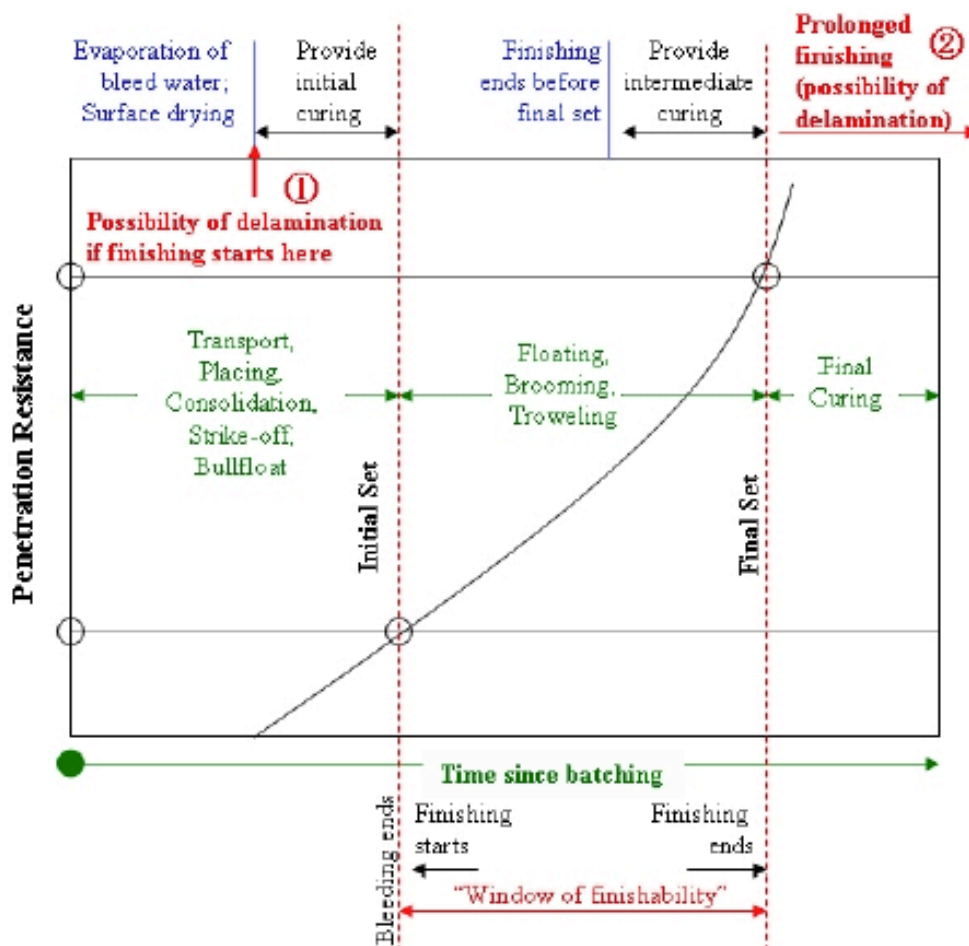 Evaporation of
bleed water;
Surface drying
Provide
initial
curing
Finishing
ends before
final set
Provide
intermediate
curing
Prolonged
finishing
(possibility of
delamination)
②
①
Possibility of delamination
if finishing starts here
Penetration Resistance
Transport,
Placing,
Consolidation,
Strike-off,
Bullfloat
Initial Set
Floating,
Brooming,
Troweling
Final Set
Final
Curing
Time since batching
Bleeding ends
Finishing
starts
Finishing
ends
"Window of finishability"